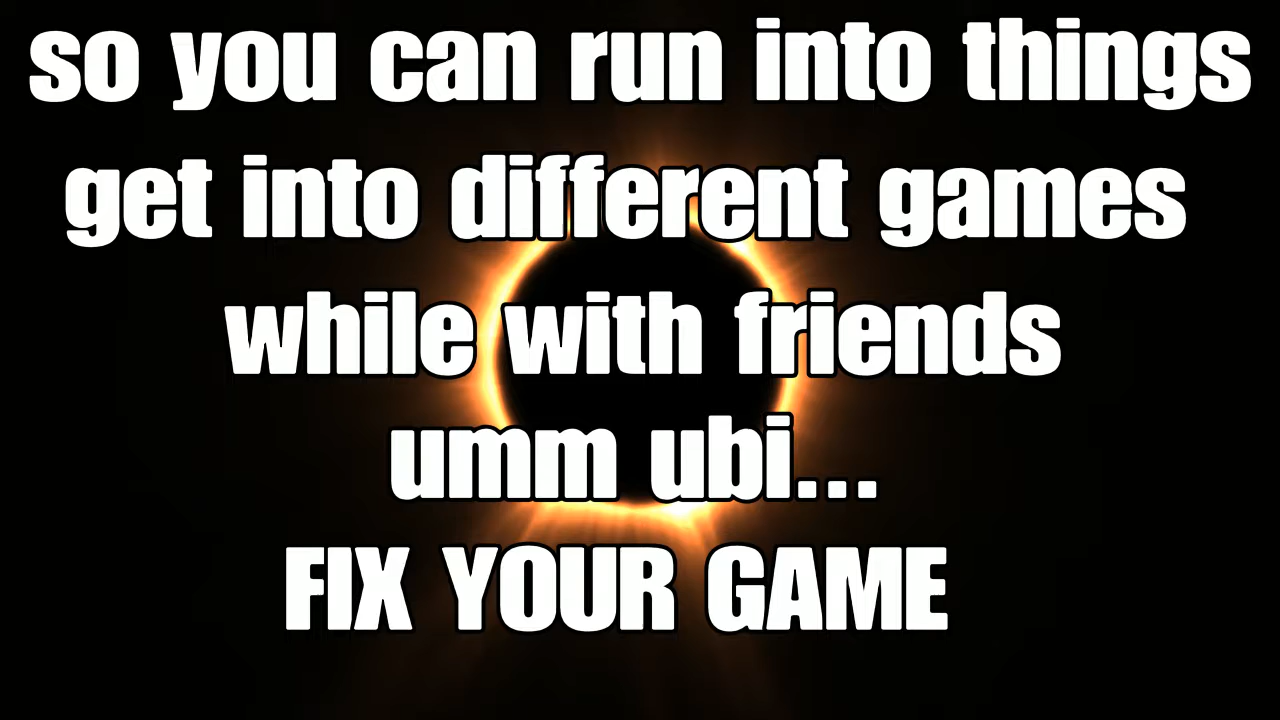 so you can run into things
get into different games
while with friends
umm ubi...
FIX YOUR GAME